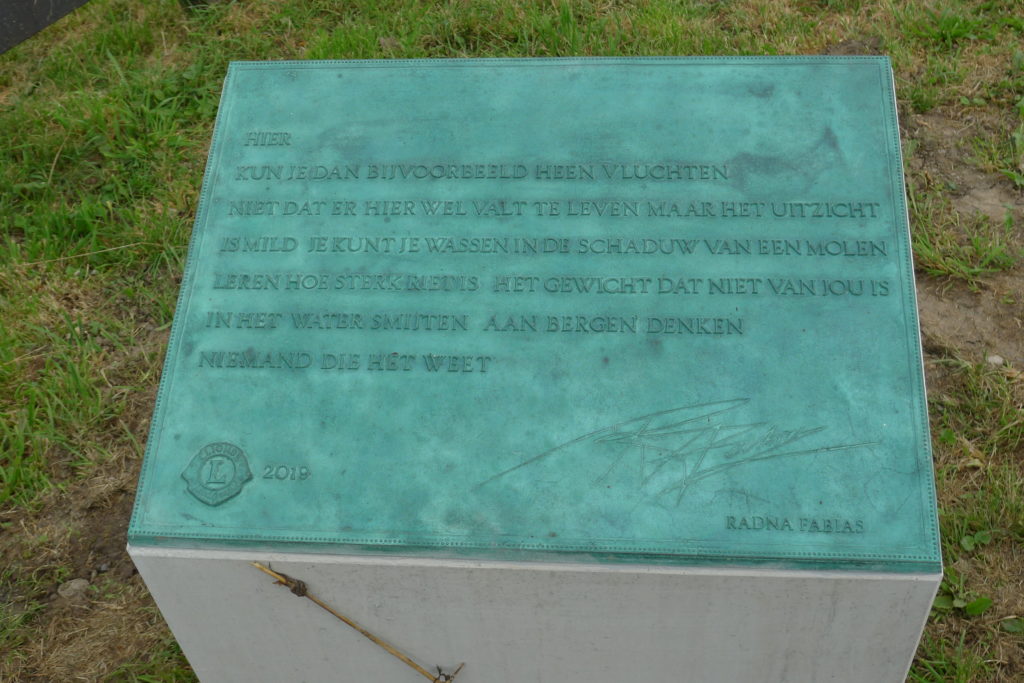 HIER
KUN JE DAN BIJVOORBEELD HEEN VLUCHTEN
NIET DAT ER HIER WEL VALT TE LEVEN MAAR HET UITZICHT
IS MILD JE KUNT JE WASSEN IN DE SCHADUW VAN EEN MOLEN
LEREN HOE STERK RIET IS HET GEWICHT DAT NIET VAN JOU IS
IN HET WATER SMIJTEN AAN BERGEN DENKEN
NIEMAND DIE HET WEET
LIONS
L
2019
RADNA FABIAS